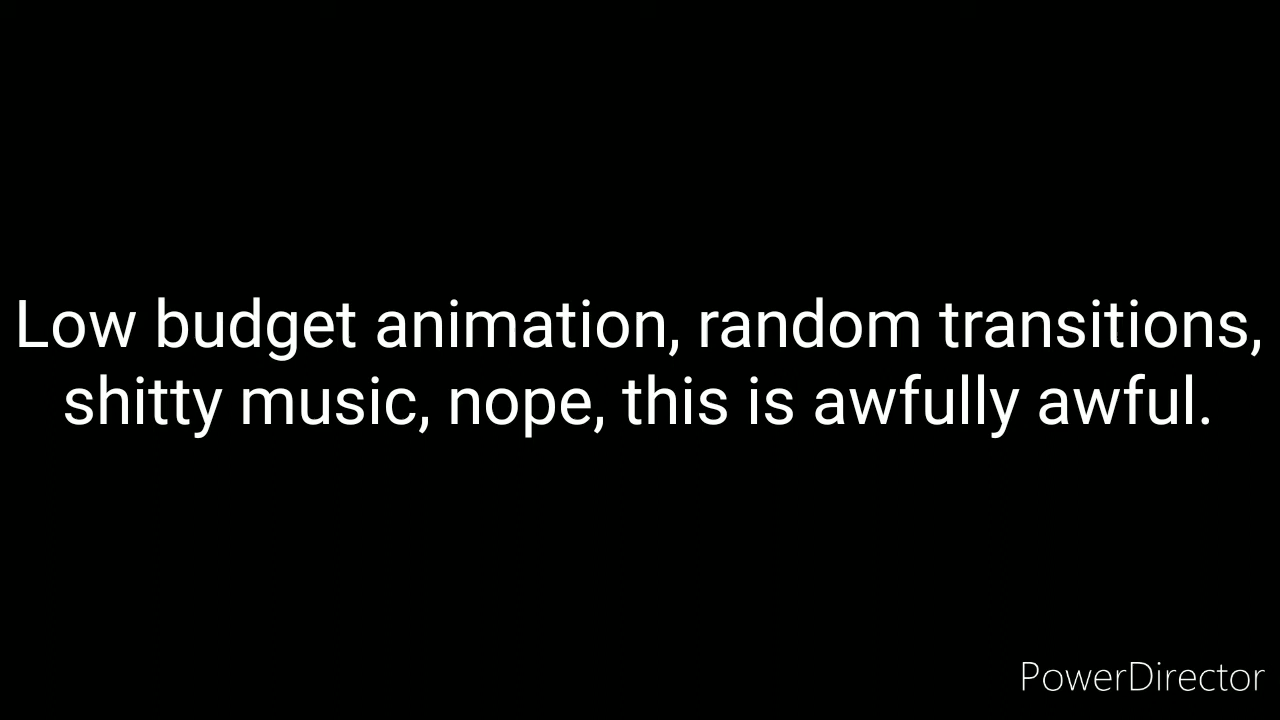 Low budget animation, random transitions,
shitty music, nope, this is awfully awful.
PowerDirector